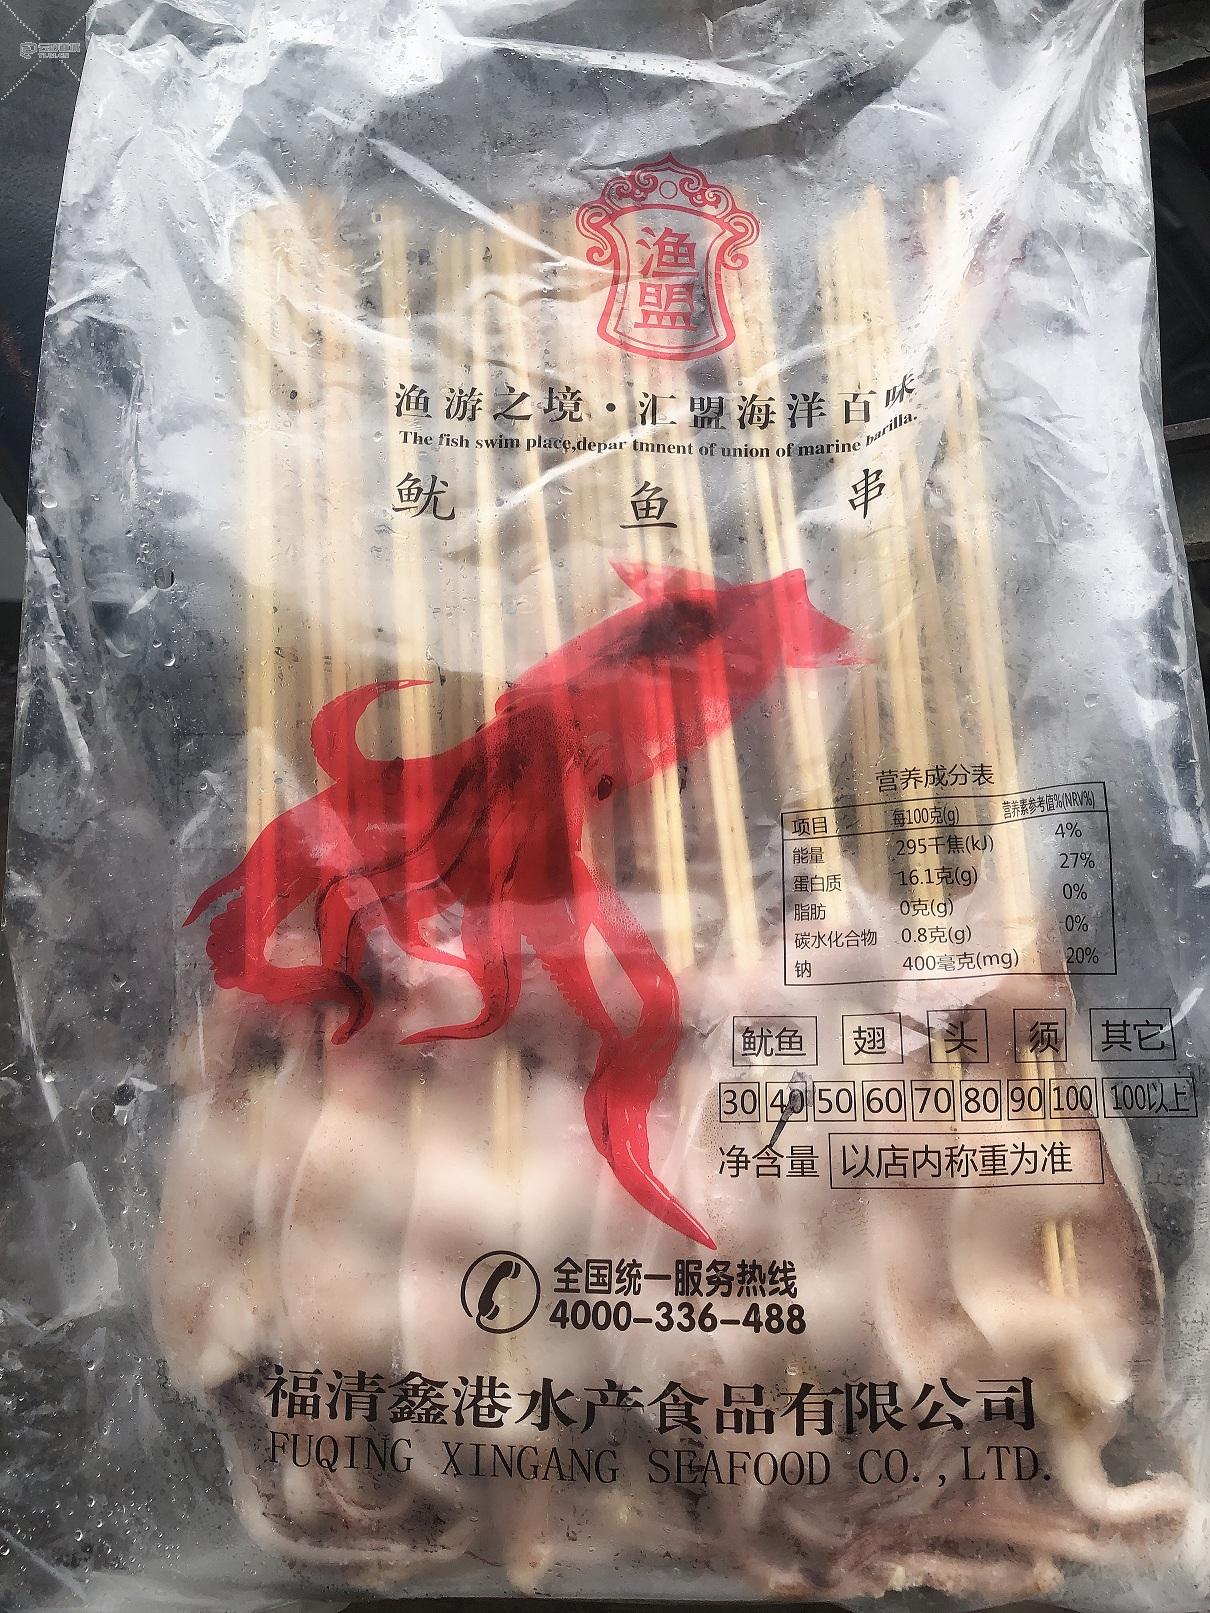 渔盟
渔游之境·汇盟海洋百味
The fish swim place,depar tmnent of union of marine barilla.
鱿鱼串
营养成分表
项目 每100克(g) 营养素参考值%(NRV%)
能量 295千焦(kJ) 4%
蛋白质 16.1克(g) 27%
脂肪 0克(g) 0%
碳水化合物 0.8克(g) 0%
钠 400毫克(mg) 20%
鱿鱼 翅 头 须 其它
30 40 50 60 70 80 90 100 100以上
净含量 以店内称重为准
全国统一服务热线
4000-336-488
福清鑫港水产食品有限公司
FUQING XINGANG SEAFOOD CO.,LTD.